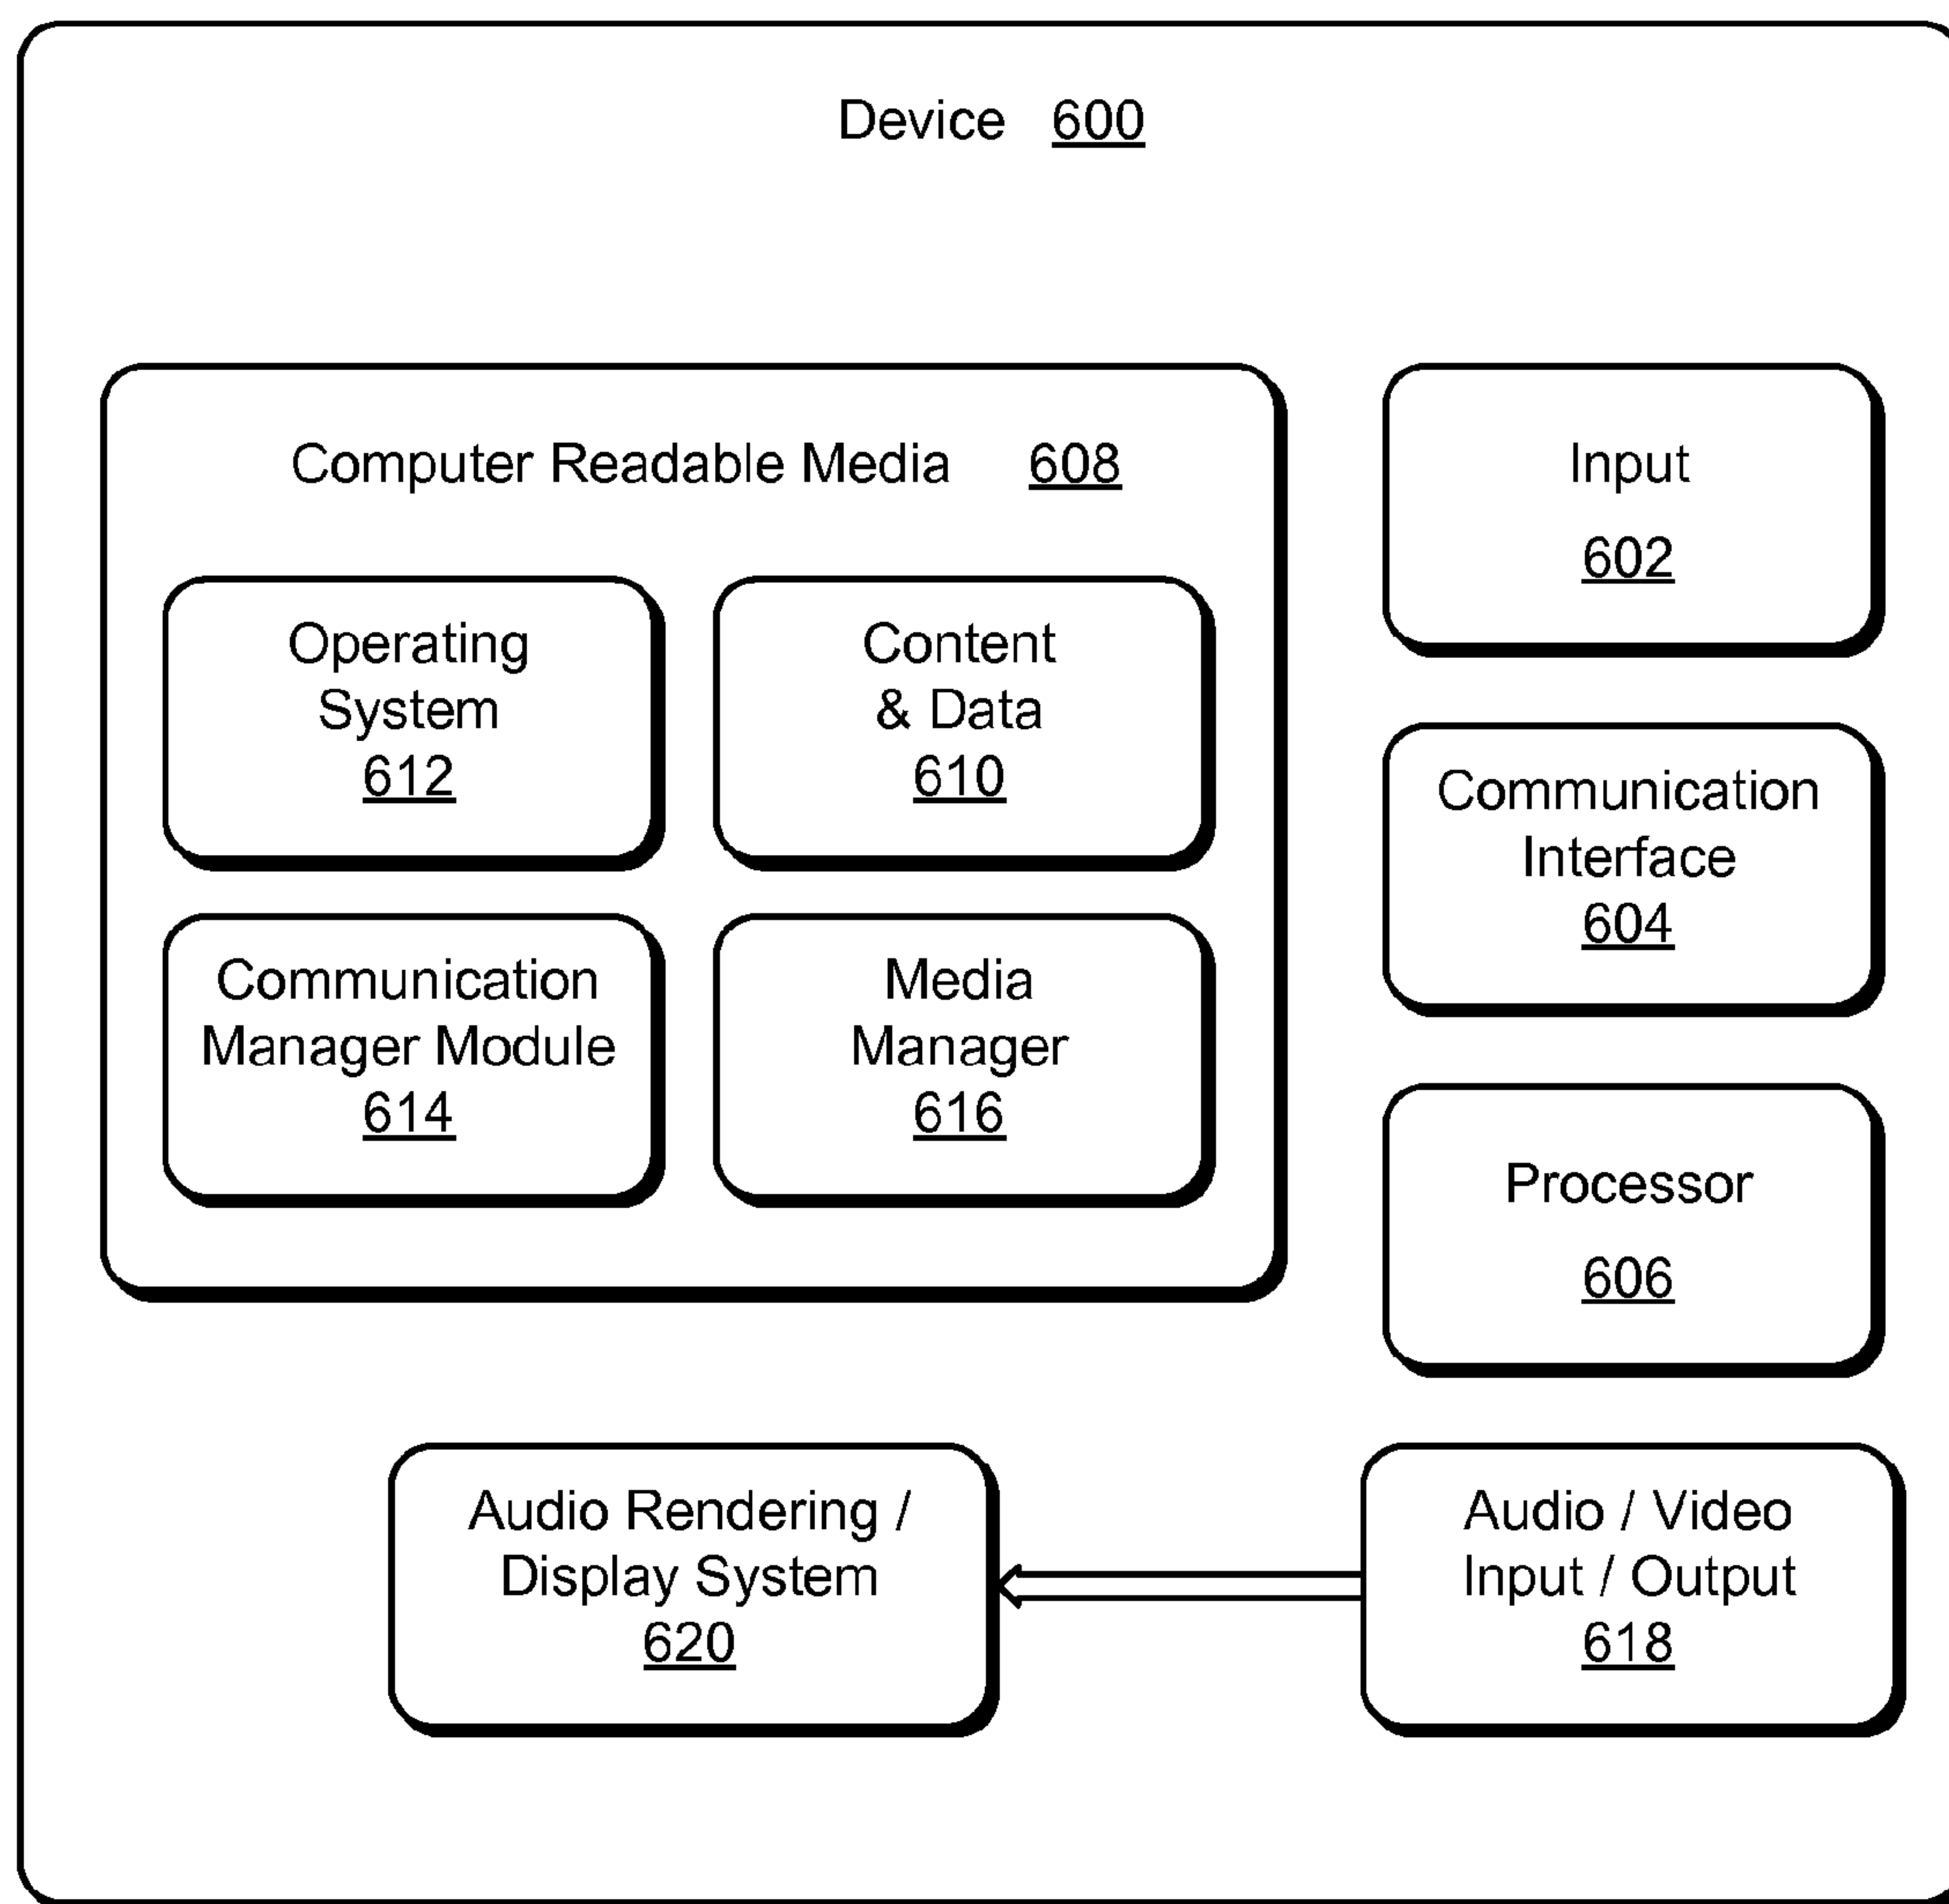 Device 600
Computer Readable Media 608
Operating
System
612
Content
& Data
610
Communication
Manager Module
614
Media
Manager
616
Input
602
Communication
Interface
604
Processor
606
Audio Rendering /
Display System
620
Audio / Video
Input / Output
618